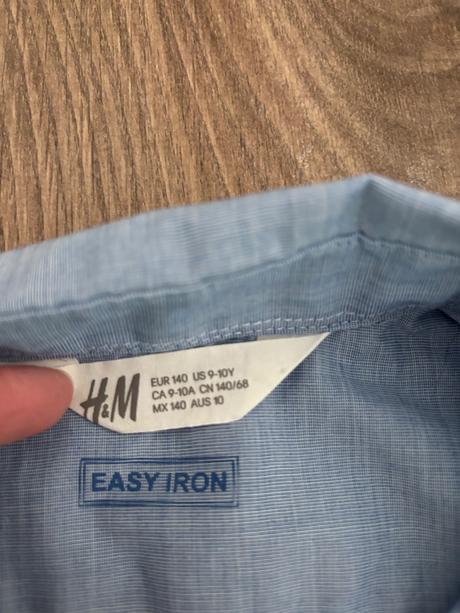 H&M
EUR 140 US 9-10Y
CA 9-10A CN 140/68
MX 140 AUS 10
EASY IRON